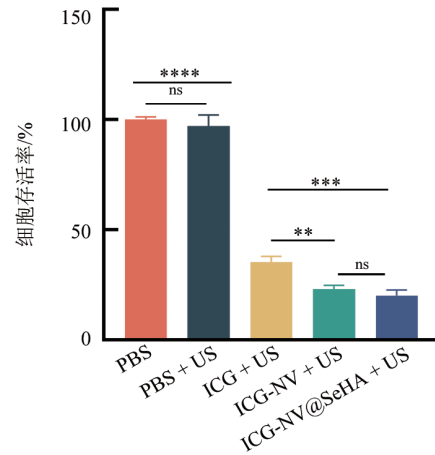 150
100
50
0
细胞存活率/%
****
ns
***
**
ns
PBS
PBS + US
ICG + US
ICG-NV + US
ICG-NV@SeHA + US